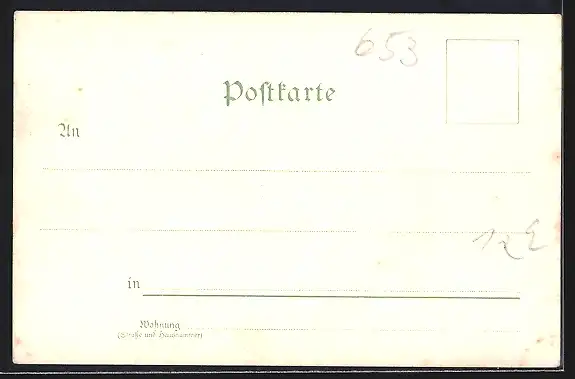 653
Postkarte
An
12 €
in
Wohnung
(Straße und Hausnummer)